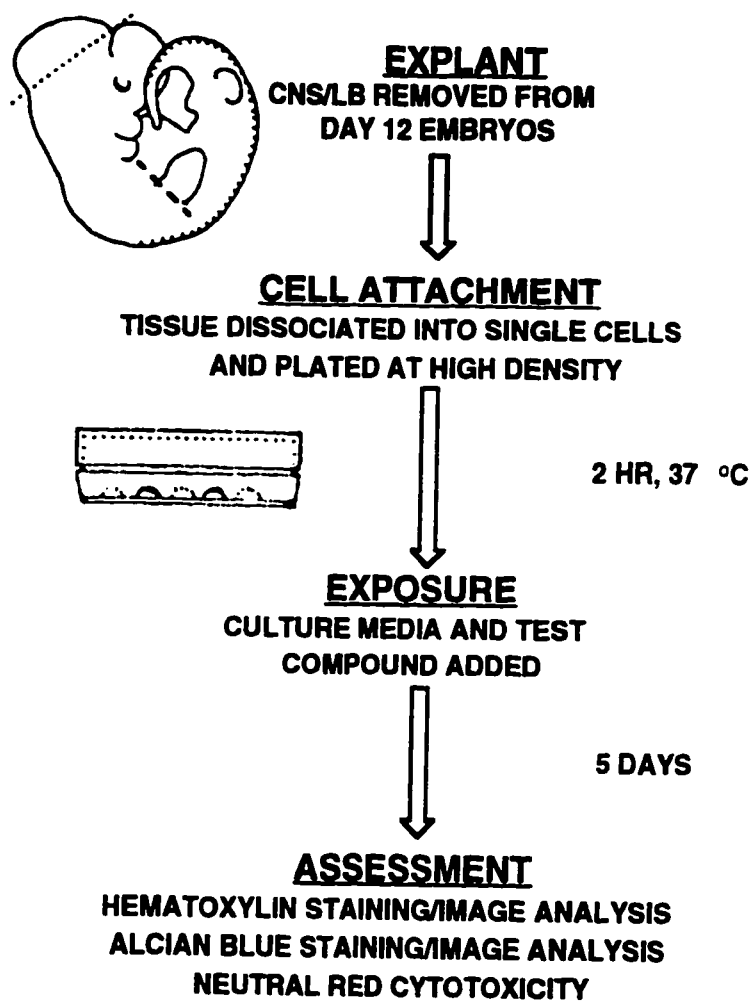 EXPLANT
CNS/LB REMOVED FROM
DAY 12 EMBRYOS
CELL ATTACHMENT
TISSUE DISSOCIATED INTO SINGLE CELLS
AND PLATED AT HIGH DENSITY
2 HR, 37 °C
EXPOSURE
CULTURE MEDIA AND TEST
COMPOUND ADDED
5 DAYS
ASSESSMENT
HEMATOXYLIN STAINING/IMAGE ANALYSIS
ALCIAN BLUE STAINING/IMAGE ANALYSIS
NEUTRAL RED CYTOTOXICITY